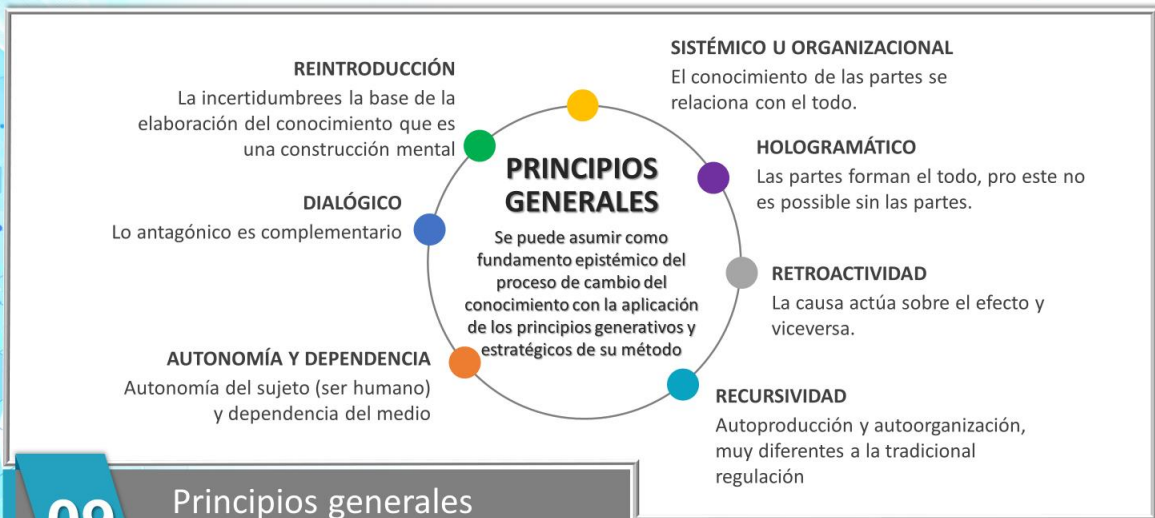 REINTRODUCCIÓN
La incertidumbrees la base de la
elaboración del conocimiento que es
una construcción mental
DIALÓGICO
Lo antagónico es complementario
AUTONOMÍA Y DEPENDENCIA
Autonomía del sujeto (ser humano)
y dependencia del medio
PRINCIPIOS
GENERALES
Se puede asumir como
fundamento epistémico del
proceso de cambio del
conocimiento con la aplicación
de los principios generativos y
estratégicos de su método
SISTÉMICO U ORGANIZACIONAL
El conocimiento de las partes se
relaciona con el todo.
HOLOGRAMÁTICO
Las partes forman el todo, pro este no
es possible sin las partes.
RETROACTIVIDAD
La causa actúa sobre el efecto y
viceversa.
RECURSIVIDAD
Autoproducción y autoorganización,
muy diferentes a la tradicional
regulación
09
Principios generales